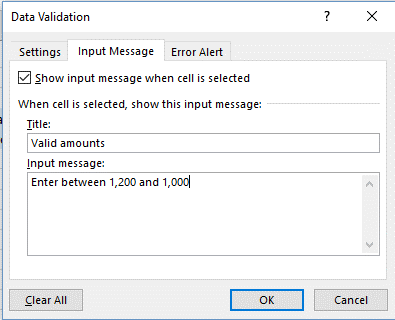 Data Validation
?
Settings
Input Message
Error Alert
Show input message when cell is selected
When cell is selected, show this input message:
Title:
Valid amounts
Input message:
Enter between 1,200 and 1,000
Clear All
OK
Cancel